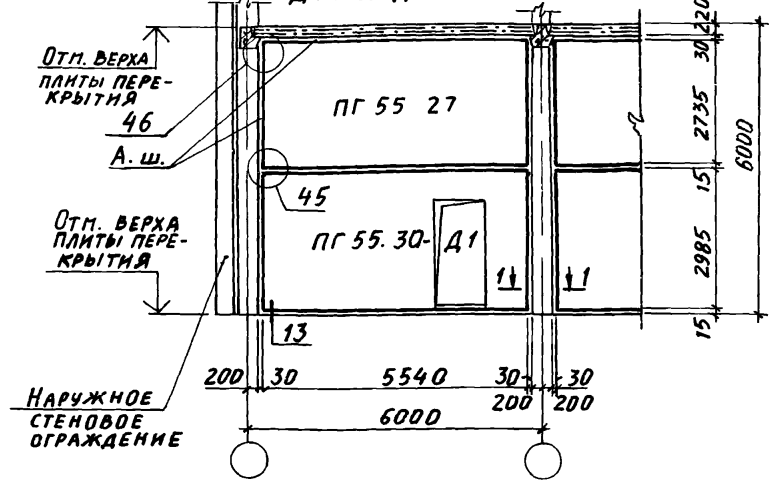 Отм. верха
плиты пере-
крытия
46
А. ш.
ПГ 55 27
45
Отм. верха
плиты пере-
крытия
ПГ 55.30-
Д1
1
1
13
Наружное
стеновое
ограждение
200
30
5540
30
30
200
200
6000
220
30
2735
15
2985
15
6000